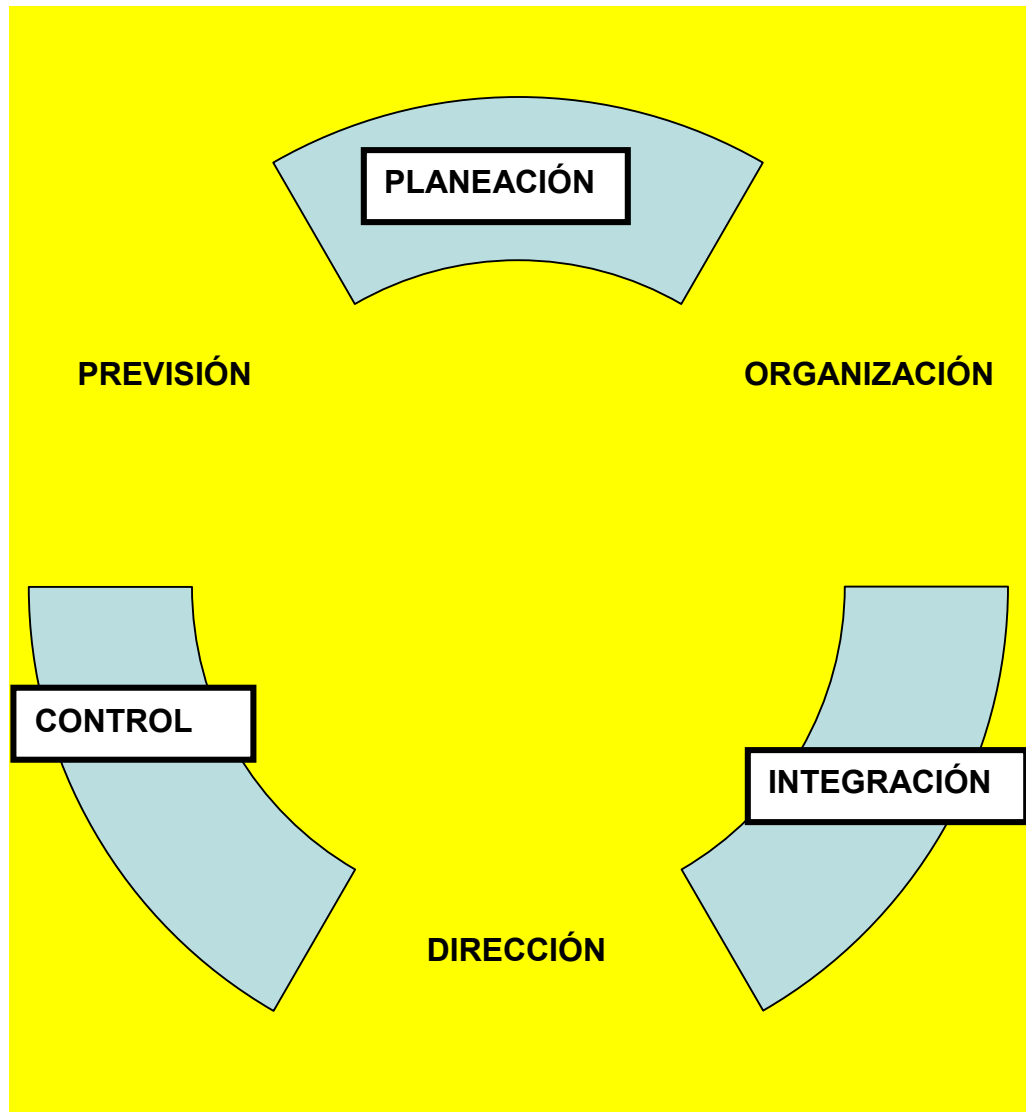 PLANEACIÓN
PREVISIÓN
ORGANIZACIÓN
CONTROL
INTEGRACIÓN
DIRECCIÓN